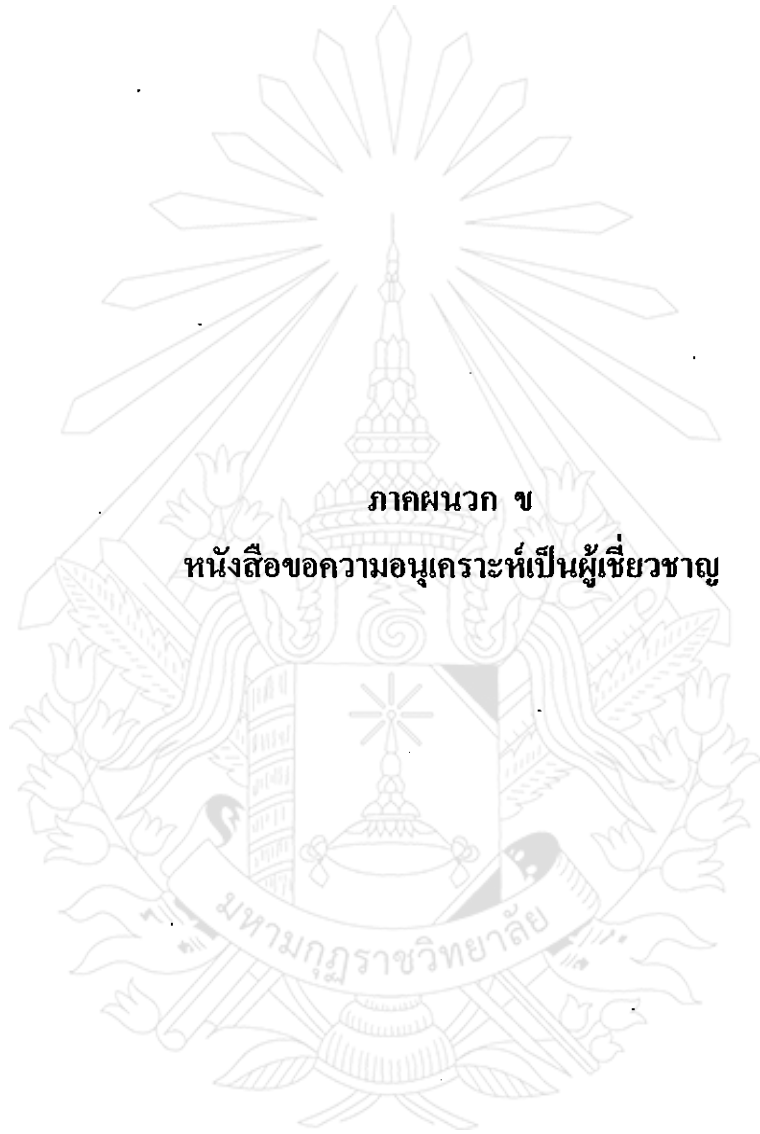 ภาคผนวก ข
หนังสือขอความอนุเคราะห์เป็นผู้เชี่ยวชาญ
มหามกุฏราชวิทยาลัย